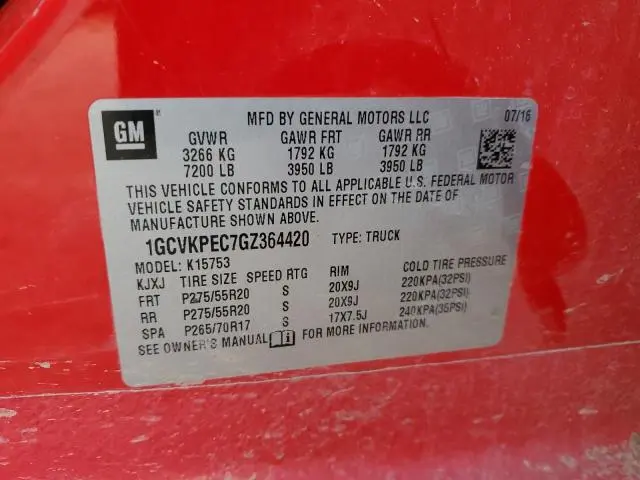 GM
MFD BY GENERAL MOTORS LLC 07/16
GVWR GAWR FRT GAWR RR
3266 KG 1792 KG 1792 KG
7200 LB 3950 LB 3950 LB
THIS VEHICLE CONFORMS TO ALL APPLICABLE U.S. FEDERAL MOTOR
VEHICLE SAFETY STANDARDS IN EFFECT ON THE DATE OF
MANUFACTURE SHOWN ABOVE.
1GCVKPEC7GZ364420 TYPE: TRUCK
MODEL: K15753
KJXJ TIRE SIZE SPEED RTG RIM COLD TIRE PRESSURE
FRT P275/55R20 S 20X9J 220KPA(32PSI)
RR P275/55R20 S 20X9J 220KPA(32PSI)
SPA P265/70R17 S 17X7.5J 240KPA(35PSI)
SEE OWNER'S MANUAL FOR MORE INFORMATION.